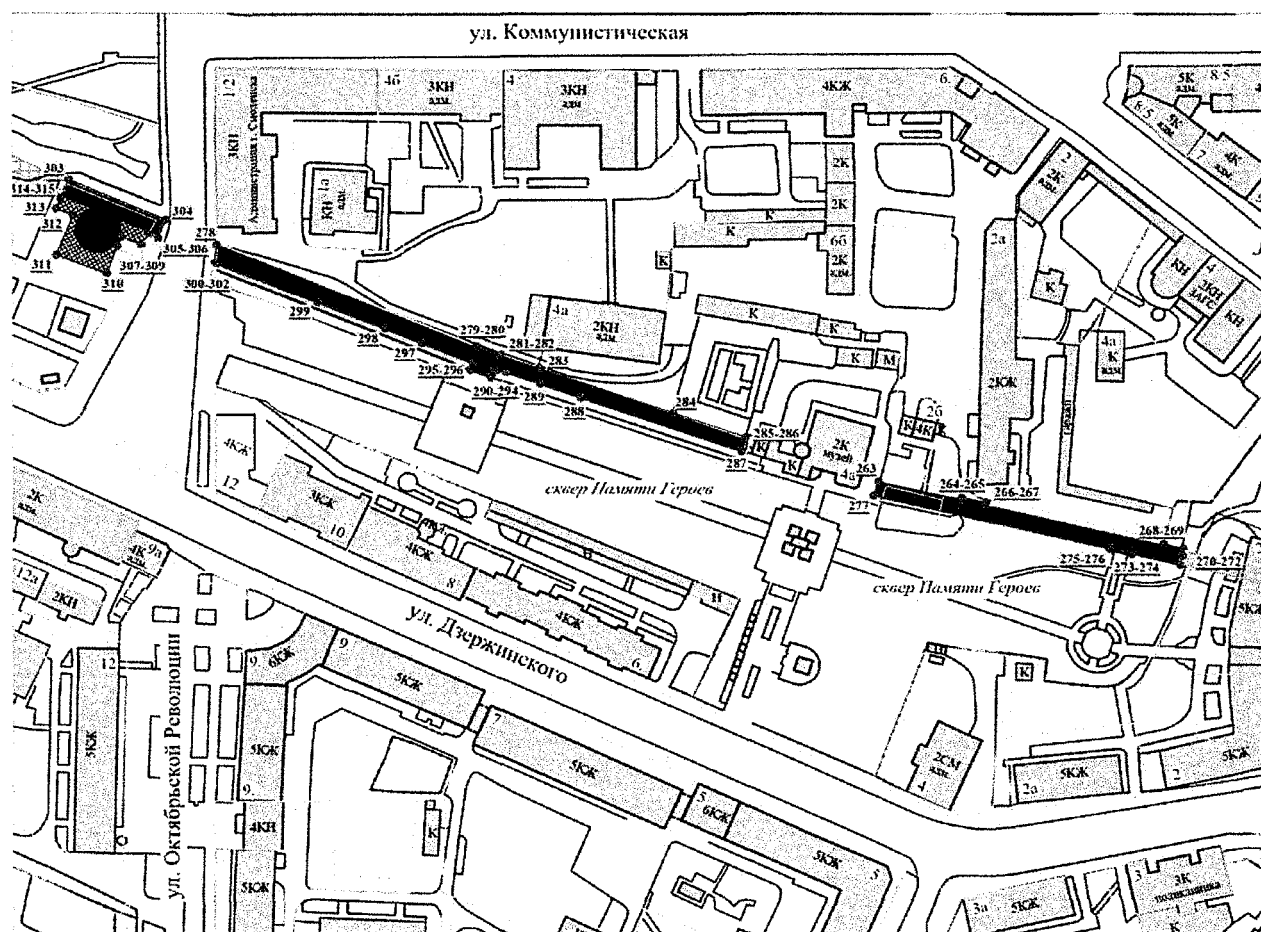 ул. Коммунистическая
1/2
3КН
Администрация г. Смоленска
4б
3КН
адм.
4
3КН
адм
4КЖ
6
5К
адм.
8/5
8/5
5К
адм.
7
4К
адм.
2
2К
адм.
303
314-315
313
312
311
310
304
305-306
307-309
278
300-302
КН
1а
адм.
2К
2К
6б
2К
адм.
К
К
К
2а
2КЖ
К
КН
4
2КН
ЗАГС
КН
4а
К
адм
299
298
297
279-280
281-282
283
295-296
290-294
289
288
284
285-286
287
4а
2КН
адм.
К
К
К
М
2б
К
4К
К
К
2К
музей
4а
263
277
264-265
266-267
268-269
270-272
275-276
273-274
сквер Памяти Героев
сквер Памяти Героев
4КЖ
12
3КЖ
10
4КЖ
8
4КЖ
6
Н
Н
2К
адм.
9а
4К
адм.
12а
2КН
12
5КЖ
ул. Октябрьской Революции
ул. Дзержинского
9
6КЖ
9
5КЖ
5КЖ
9
4КН
5КЖ
7
5КЖ
5
6КЖ
5КЖ
5
К
К
2СМ
адм.
4
5КЖ
2а
5КЖ
2
5КЖ
3а
5КЖ
3
3К
поликлиника
К